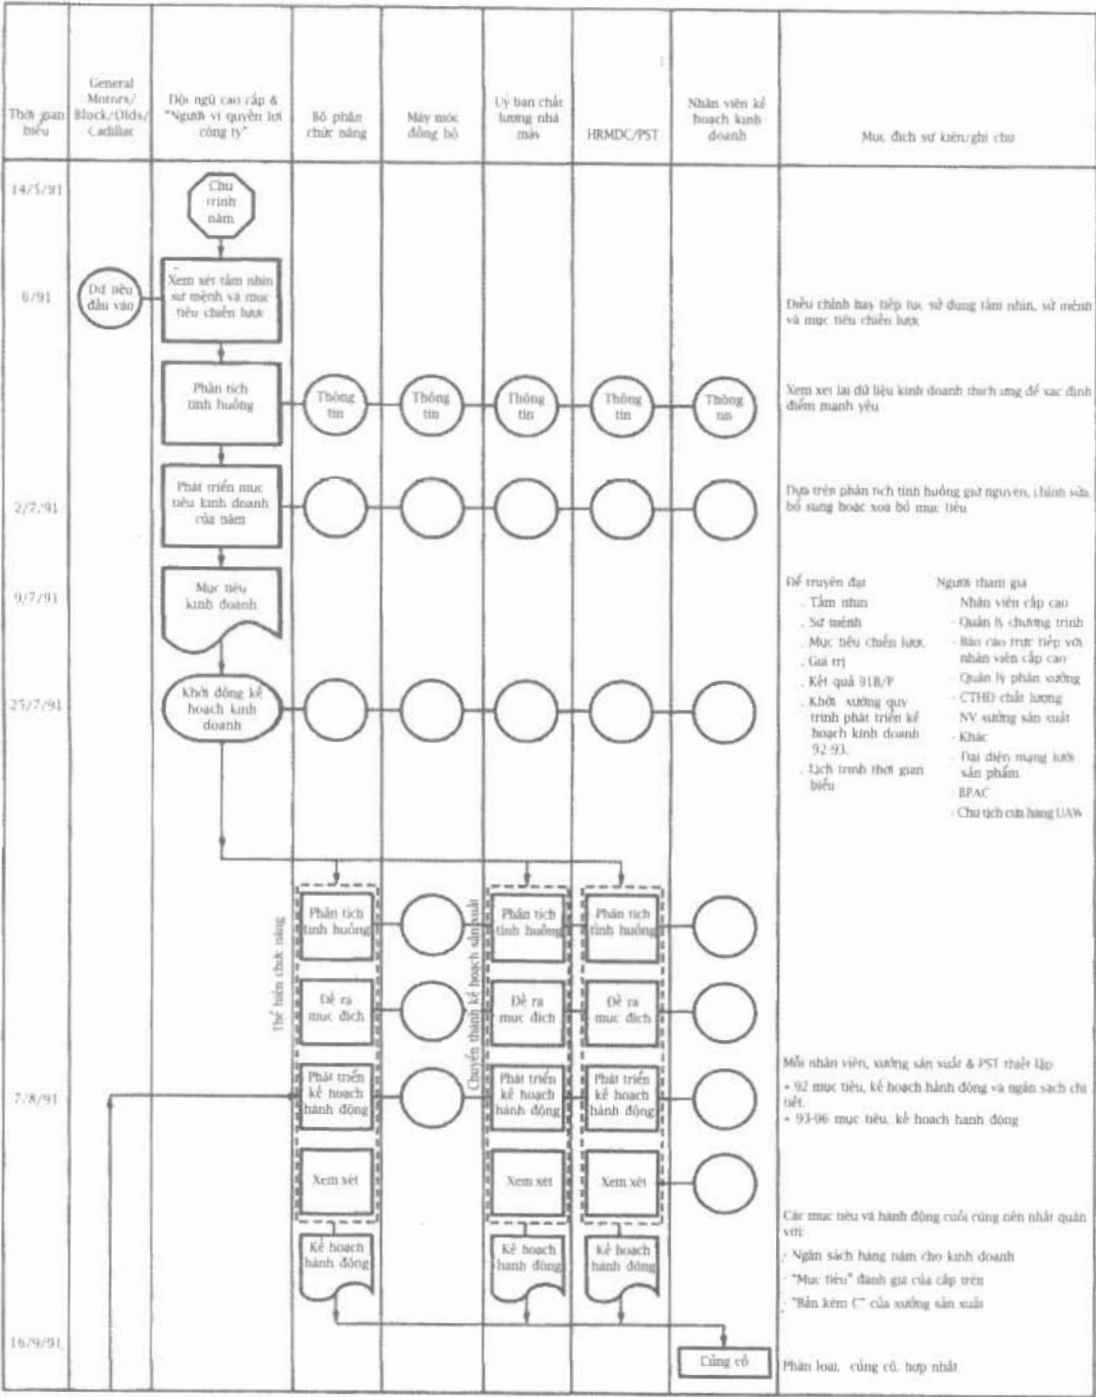 Thời gian
biểu
General
Motors/
Buick/Olds/
Cadillac
Đội ngũ cao cấp &
"Người vì quyền lợi
công ty"
Bộ phận
chức năng
Máy móc
đồng bộ
Uỷ ban chất
lượng nhà
máy
HRMDC/PST
Nhân viên kế
hoạch kinh
doanh
Mục đích sự kiện/ghi chú
14/5/91
Chu
trình
năm
6/91
Dữ liệu
đầu vào
Xem xét tầm nhìn
sứ mệnh và mục
tiêu chiến lược
Điều chỉnh hay tiếp tục sử dụng tầm nhìn, sứ mệnh
và mục tiêu chiến lược
Phân tích
tình huống
Thông
tin
Thông
tin
Thông
tin
Thông
tin
Thông
tin
Xem xét lại dữ liệu kinh doanh thích ứng để xác định
điểm mạnh yếu
2/7/91
Phát triển mục
tiêu kinh doanh
của năm
Dựa trên phân tích tình huống giữ nguyên, chỉnh sửa,
bổ sung hoặc xoá bỏ mục tiêu
9/7/91
Mục tiêu
kinh doanh
25/7/91
Khởi động kế
hoạch kinh
doanh
Để truyền đạt
. Tầm nhìn
. Sứ mệnh
. Mục tiêu chiến lược
. Giá trị
. Kết quả 91B/P
. Khởi xướng quy
trình phát triển kế
hoạch kinh doanh
92-93.
. Lịch trình thời gian
biểu
Người tham gia
Nhân viên cấp cao
- Quản lý chương trình
- Báo cáo trực tiếp với
nhân viên cấp cao
- Quản lý phân xưởng
- CTHĐ chất lượng
NV xưởng sản xuất
- Khác
- Đại diện mạng lưới
sản phẩm
BPAC
- Chủ tịch cửa hàng UAW
Thể hiện chức năng
Chuyển thành kế hoạch sản xuất
Phân tích
tình huống
Phân tích
tình huống
Phân tích
tình huống
Đề ra
mục đích
Đề ra
mục đích
Đề ra
mục đích
7/8/91
Phát triển
kế hoạch
hành động
Phát triển
kế hoạch
hành động
Phát triển
kế hoạch
hành động
Mỗi nhân viên, xưởng sản xuất & PST thiết lập
+ 92 mục tiêu, kế hoạch hành động và ngân sách chi
tiết.
+ 93-96 mục tiêu, kế hoạch hành động
Xem xét
Xem xét
Xem xét
Kế hoạch
hành động
Kế hoạch
hành động
Kế hoạch
hành động
Các mục tiêu và hành động cuối cùng nên nhất quán
với:
- Ngân sách hàng năm cho kinh doanh
- "Mục tiêu" đánh giá của cấp trên
- "Bản kèm C" của xưởng sản xuất
16/9/91
Củng cố
Phân loại, củng cố, hợp nhất